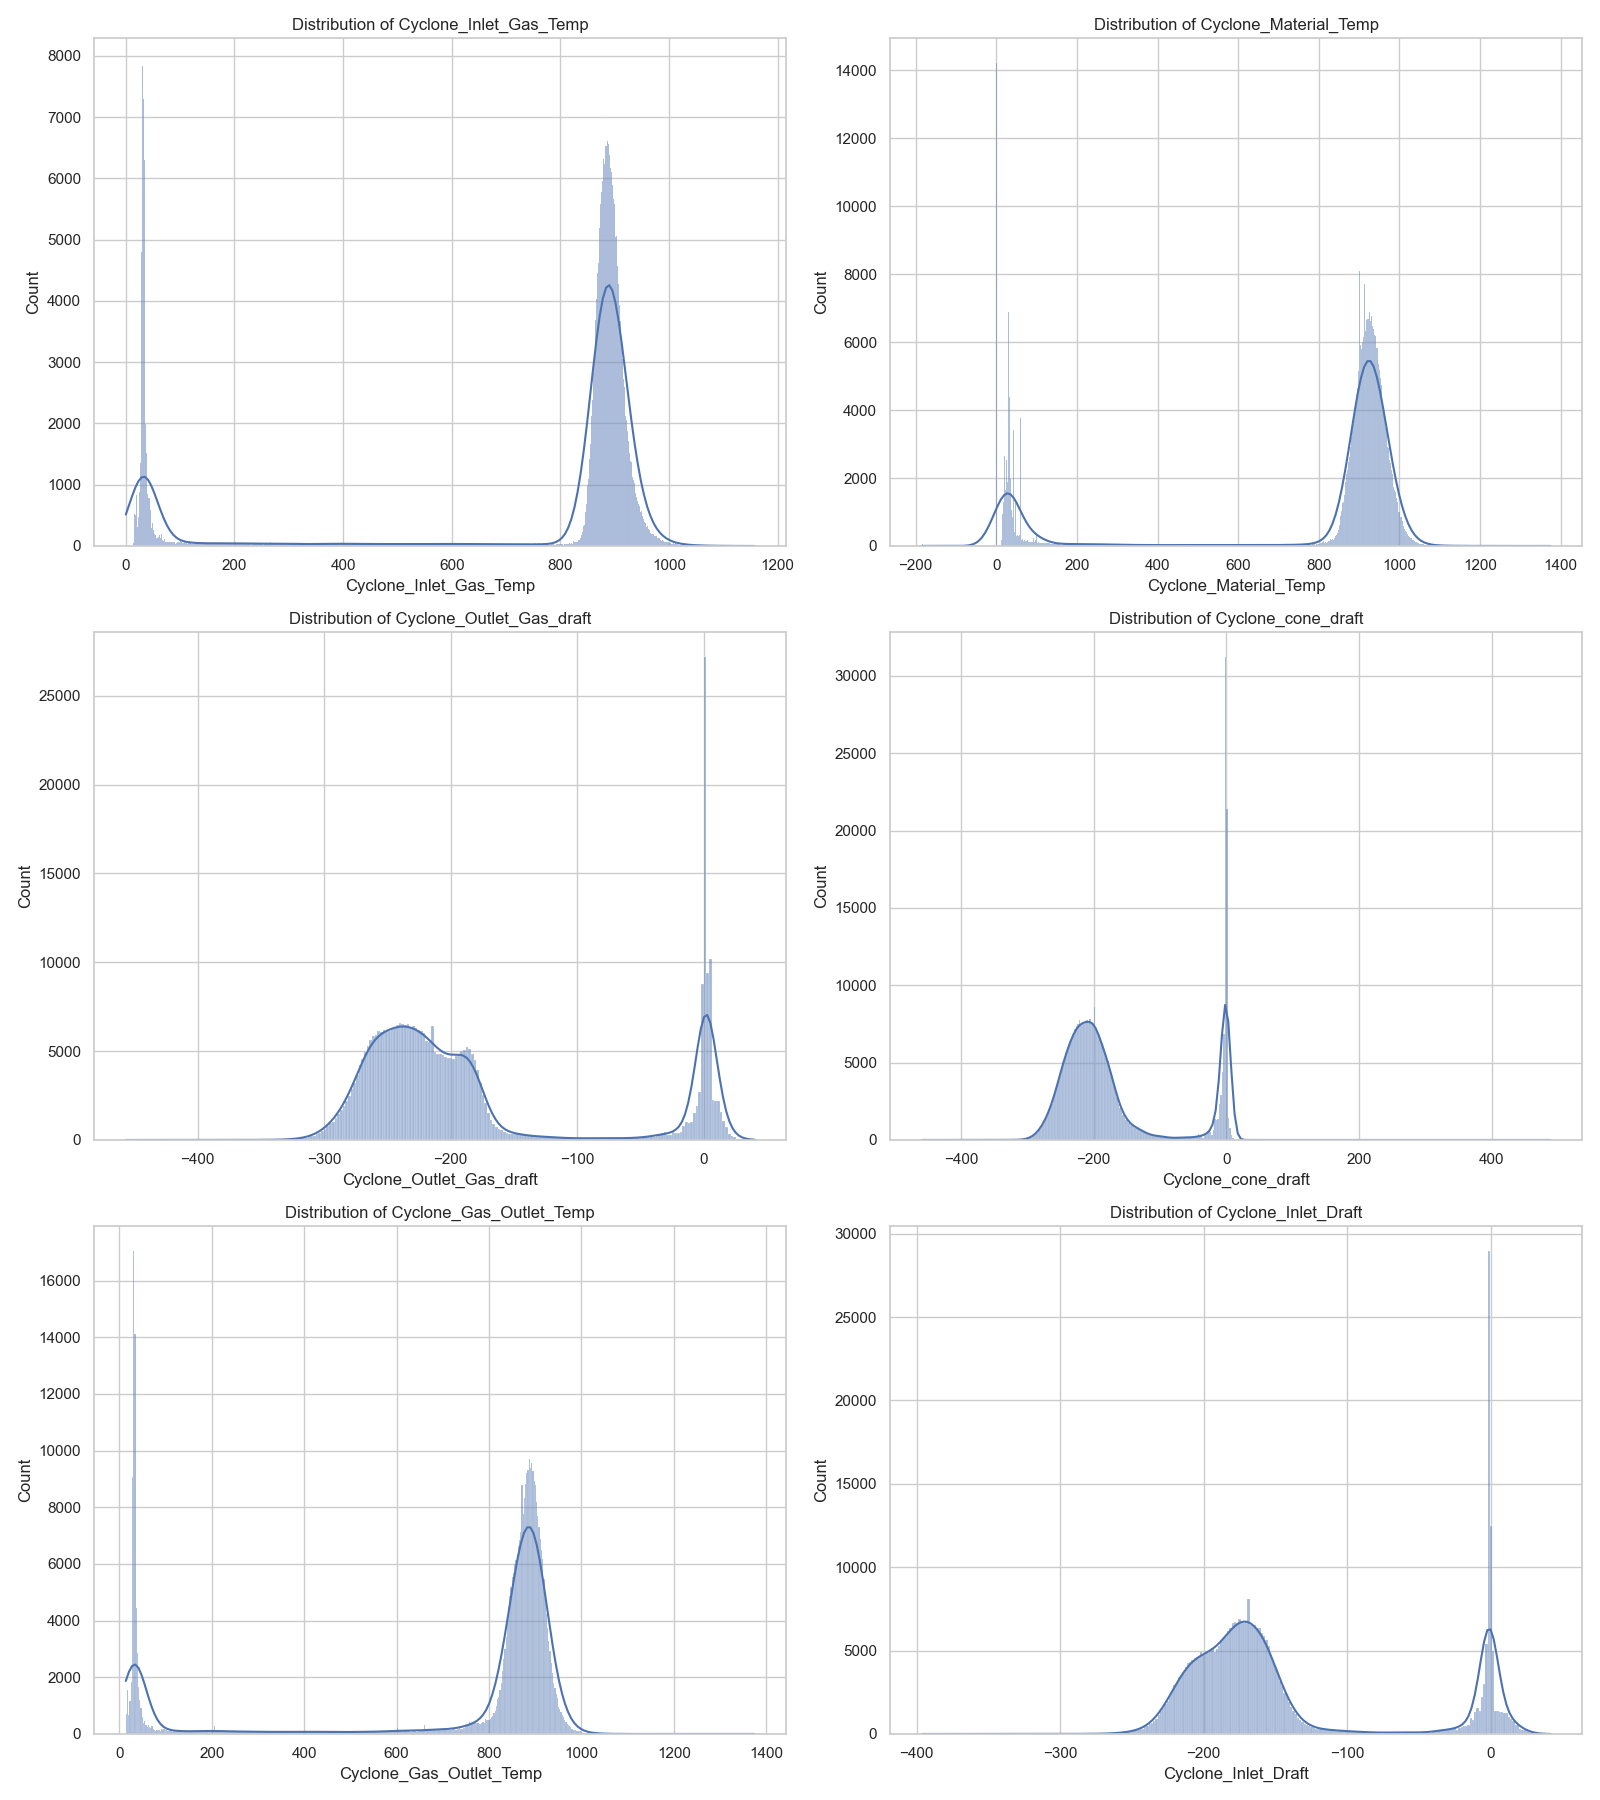 Distribution of Cyclone_Inlet_Gas_Temp
8000
7000
6000
5000
4000
3000
2000
1000
0
Count
0 200 400 600 800 1000 1200
Cyclone_Inlet_Gas_Temp
Distribution of Cyclone_Material_Temp
14000
12000
10000
8000
6000
4000
2000
0
Count
−200 0 200 400 600 800 1000 1200 1400
Cyclone_Material_Temp
Distribution of Cyclone_Outlet_Gas_draft
25000
20000
15000
10000
5000
0
Count
−400 −300 −200 −100 0
Cyclone_Outlet_Gas_draft
Distribution of Cyclone_cone_draft
30000
25000
20000
15000
10000
5000
0
Count
−400 −200 0 200 400
Cyclone_cone_draft
Distribution of Cyclone_Gas_Outlet_Temp
16000
14000
12000
10000
8000
6000
4000
2000
0
Count
0 200 400 600 800 1000 1200 1400
Cyclone_Gas_Outlet_Temp
Distribution of Cyclone_Inlet_Draft
30000
25000
20000
15000
10000
5000
0
Count
−400 −300 −200 −100 0
Cyclone_Inlet_Draft